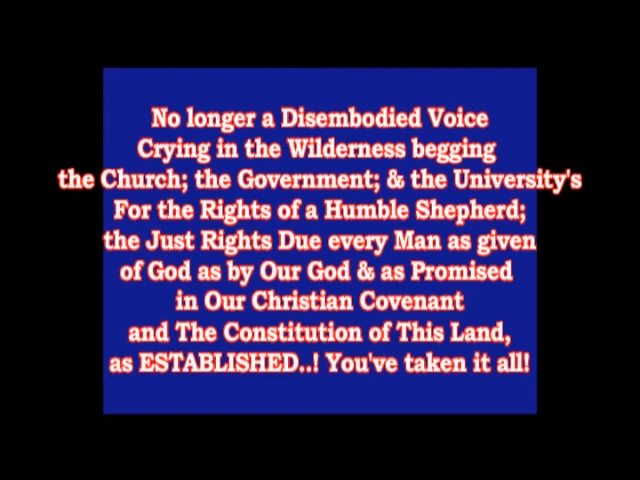 No longer a Disembodied Voice
Crying in the Wilderness begging
the Church; the Government; & the University's
For the Rights of a Humble Shepherd;
the Just Rights Due every Man as given
of God as by Our God & as Promised
in Our Christian Covenant
and The Constitution of This Land,
as ESTABLISHED..! You've taken it all!